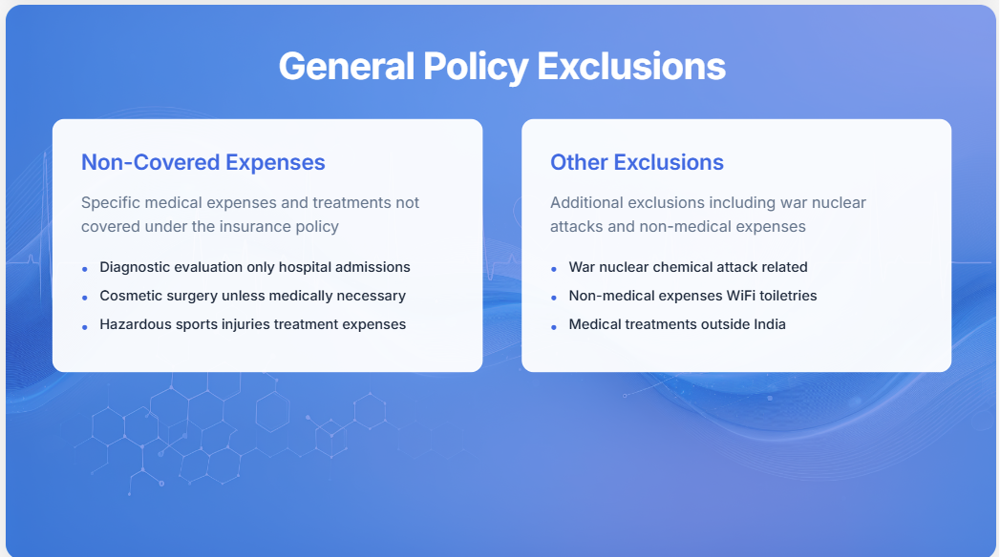 General Policy Exclusions
Non-Covered Expenses
Specific medical expenses and treatments not
covered under the insurance policy
• Diagnostic evaluation only hospital admissions
• Cosmetic surgery unless medically necessary
• Hazardous sports injuries treatment expenses
Other Exclusions
Additional exclusions including war nuclear
attacks and non-medical expenses
• War nuclear chemical attack related
• Non-medical expenses WiFi toiletries
• Medical treatments outside India